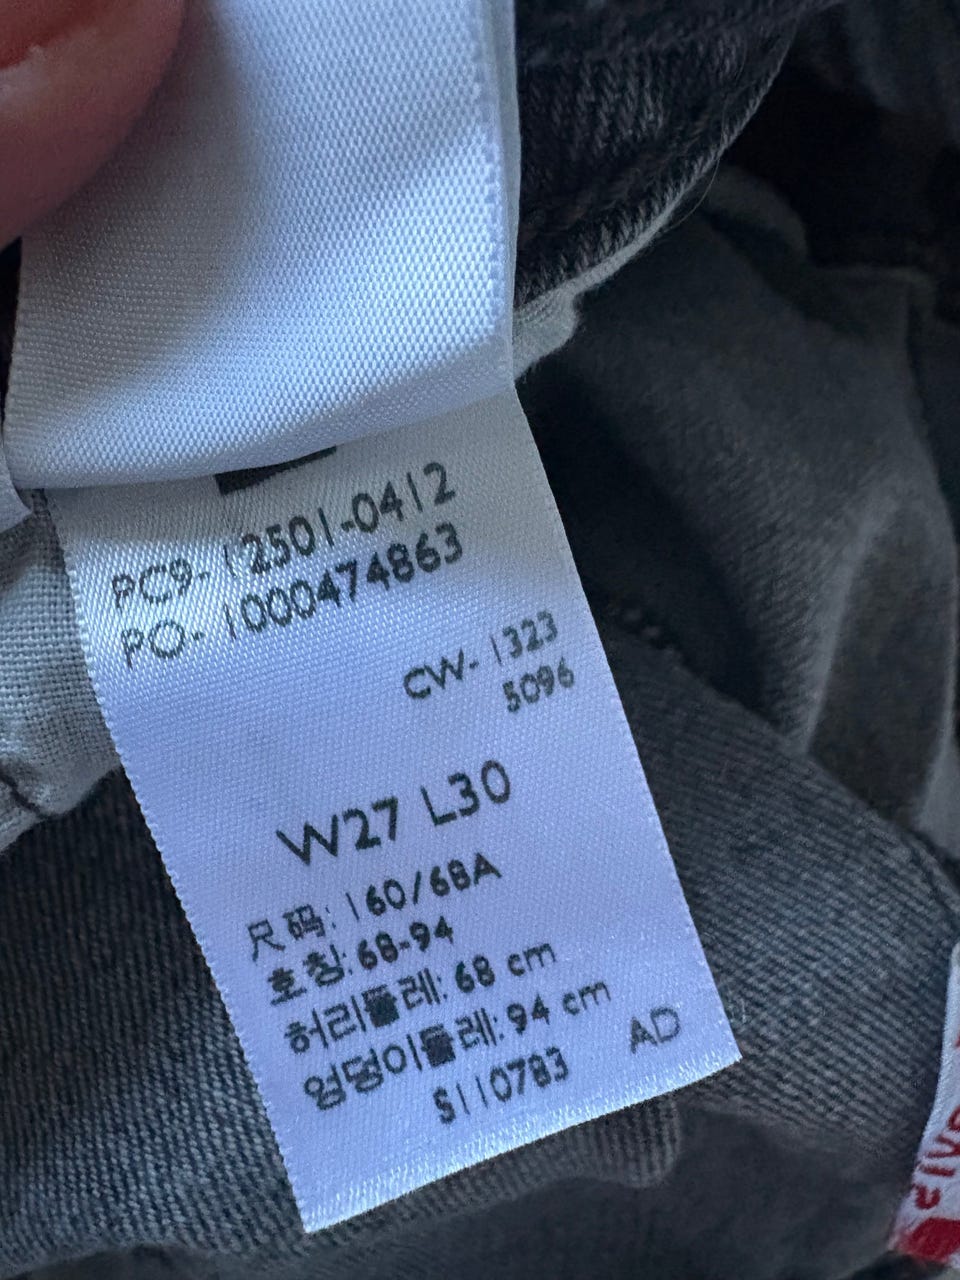 PC9-12501-0412
PO-1000474863
CW-1323
5096
W27 L30
尺码: 160/68A
호칭: 68-94
허리둘레: 68 cm
엉덩이둘레: 94 cm
S110783
AD